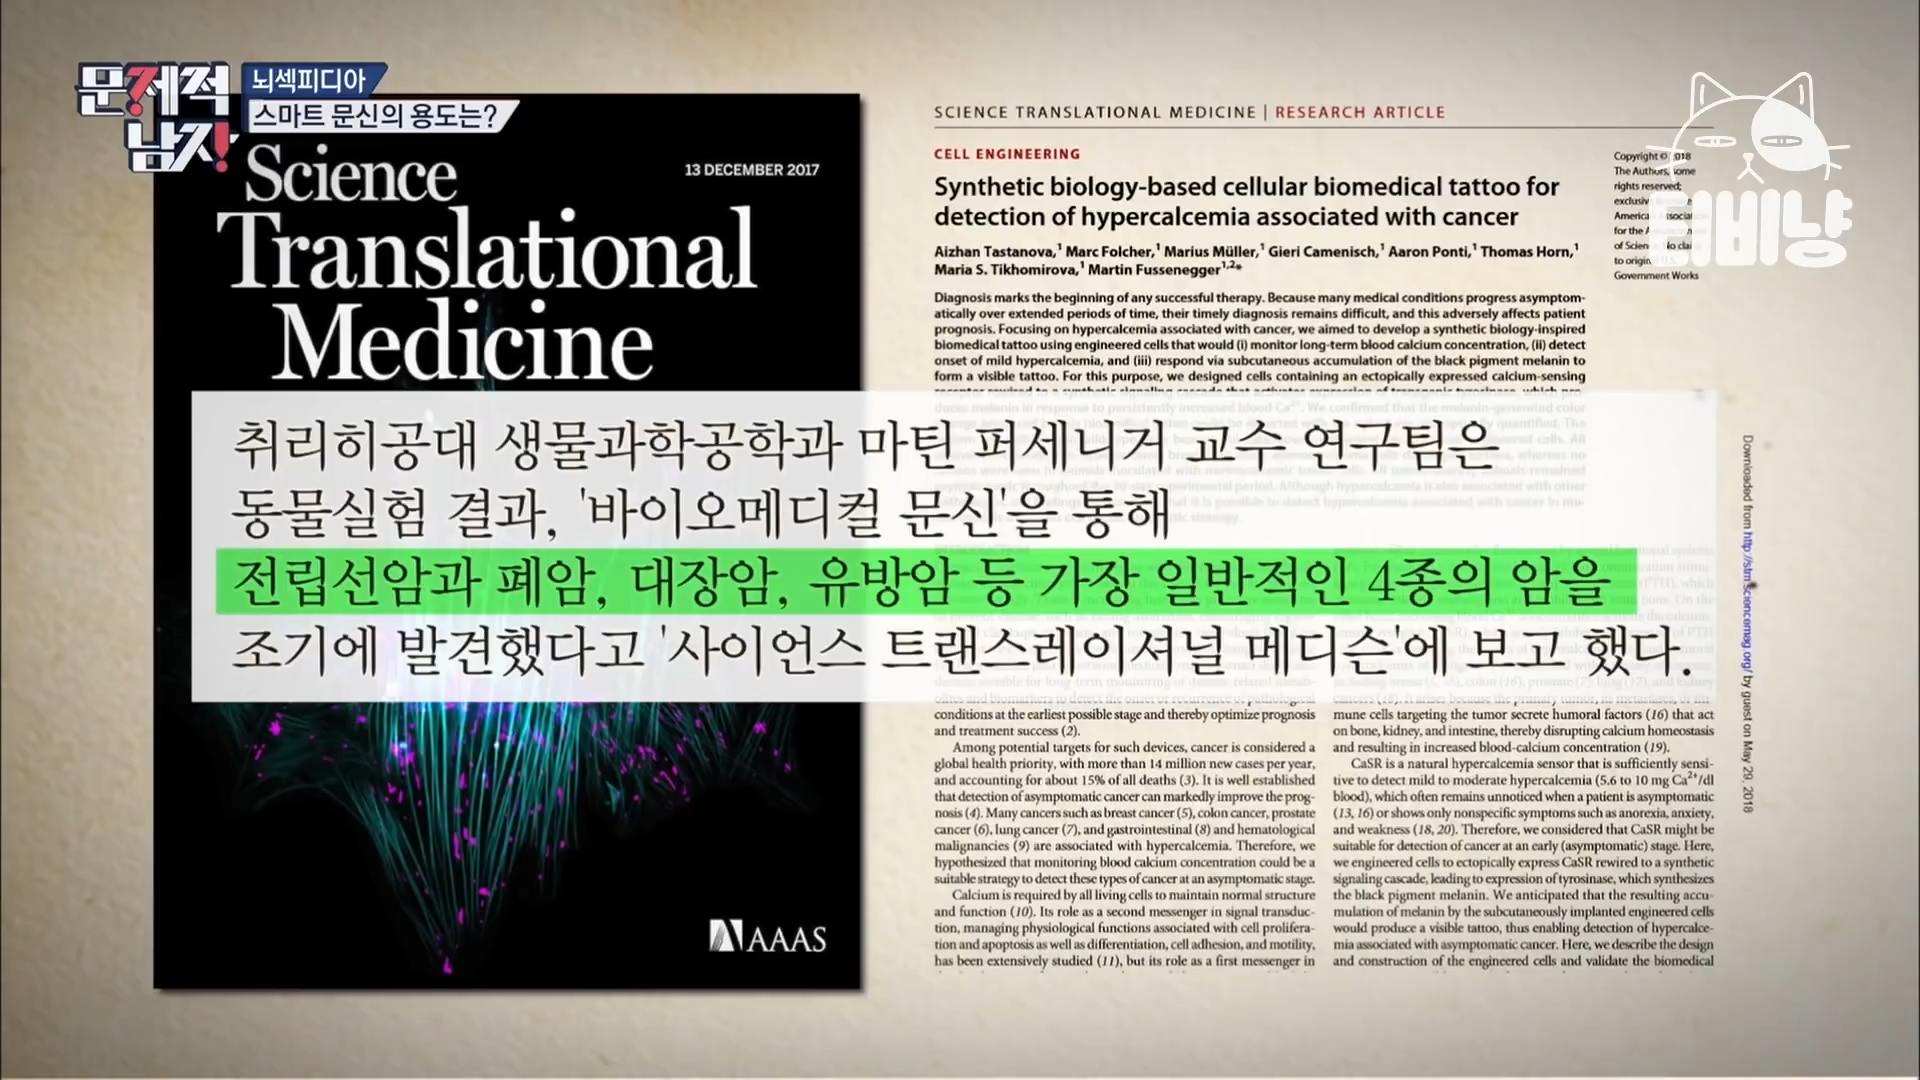 문제적
남자
뇌섹피디아
스마트 문신의 용도는?
티비냥
Science
Translational
Medicine
13 DECEMBER 2017
AAAS
SCIENCE TRANSLATIONAL MEDICINE | RESEARCH ARTICLE
CELL ENGINEERING
Synthetic biology-based cellular biomedical tattoo for
detection of hypercalcemia associated with cancer
Aizhan Tastanova,1 Marc Folcher,1 Marius Müller,1 Gieri Camenisch,1 Aaron Ponti,1 Thomas Horn,1
Maria S. Tikhomirova,1 Martin Fussenegger1,2*
Copyright © 2018
The Authors, some
rights reserved;
exclusive
American
for the
of Science. No
to original
Government Works
Diagnosis marks the beginning of any successful therapy. Because many medical conditions progress asymptom-
atically over extended periods of time, their timely diagnosis remains difficult, and this adversely affects patient
prognosis. Focusing on hypercalcemia associated with cancer, we aimed to develop a synthetic biology-inspired
biomedical tattoo using engineered cells that would (i) monitor long-term blood calcium concentration, (ii) detect
onset of mild hypercalcemia, and (iii) respond via subcutaneous accumulation of the black pigment melanin to
form a visible tattoo. For this purpose, we designed cells containing an ectopically expressed calcium-sensing
취리히공대 생물과학공학과 마틴 퍼세니거 교수 연구팀은
동물실험 결과, '바이오메디컬 문신'을 통해
전립선암과 폐암, 대장암, 유방암 등 가장 일반적인 4종의 암을
조기에 발견했다고 '사이언스 트랜스레이셔널 메디슨'에 보고 했다.
conditions at the earliest possible stage and thereby optimize prognosis
and treatment success (2).
Among potential targets for such devices, cancer is considered a
global health priority, with more than 14 million new cases per year,
and accounting for about 15% of all deaths (3). It is well established
that detection of asymptomatic cancer can markedly improve the prog-
nosis (4). Many cancers such as breast cancer (5), colon cancer, prostate
cancer (6), lung cancer (7), and gastrointestinal (8) and hematological
malignancies (9) are associated with hypercalcemia. Therefore, we
hypothesized that monitoring blood calcium concentration could be a
suitable strategy to detect these types of cancer at an asymptomatic stage.
Calcium is required by all living cells to maintain normal structure
and function (10). Its role as a second messenger in signal transduc-
tion, managing physiological functions associated with cell prolifera-
tion and apoptosis as well as differentiation, cell adhesion, and motility,
has been extensively studied (11), but its role as a first messenger in
mune cells targeting the tumor secrete humoral factors (16) that act
on bone, kidney, and intestine, thereby disrupting calcium homeostasis
and resulting in increased blood-calcium concentration (19).
CaSR is a natural hypercalcemia sensor that is sufficiently sensi-
tive to detect mild to moderate hypercalcemia (5.6 to 10 mg Ca2+/dl
blood), which often remains unnoticed when a patient is asymptomatic
(13, 16) or shows only nonspecific symptoms such as anorexia, anxiety,
and weakness (18, 20). Therefore, we considered that CaSR might be
suitable for detection of cancer at an early (asymptomatic) stage. Here,
we engineered cells to ectopically express CaSR rewired to a synthetic
signaling cascade, leading to expression of tyrosinase, which synthesizes
the black pigment melanin. We anticipated that the resulting accu-
mulation of melanin by the subcutaneously implanted engineered cells
would produce a visible tattoo, thus enabling detection of hypercalce-
mia associated with asymptomatic cancer. Here, we describe the design
and construction of the engineered cells and validate the biomedical
Downloaded from http://stm.sciencemag.org/ by guest on May 29, 2018